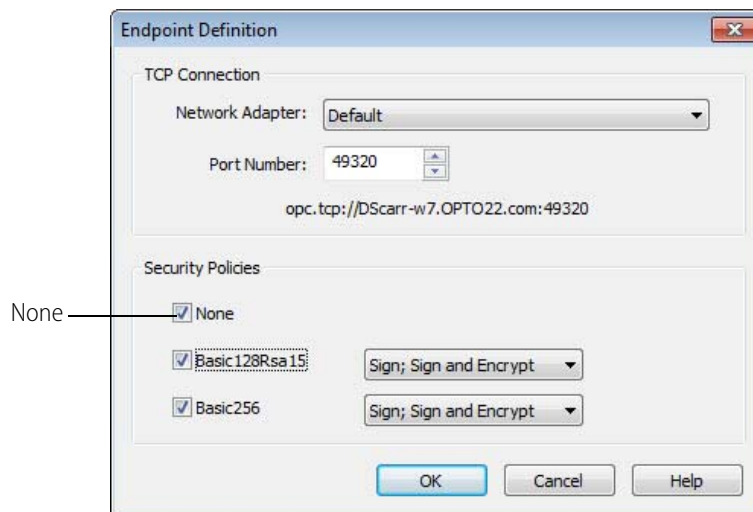 Endpoint Definition
TCP Connection
Network Adapter: Default
Port Number: 49320
opc.tcp://DScarr-w7.OPTO22.com:49320
Security Policies
None
None
Basic128Rsa15 Sign; Sign and Encrypt
Basic256 Sign; Sign and Encrypt
OK Cancel Help